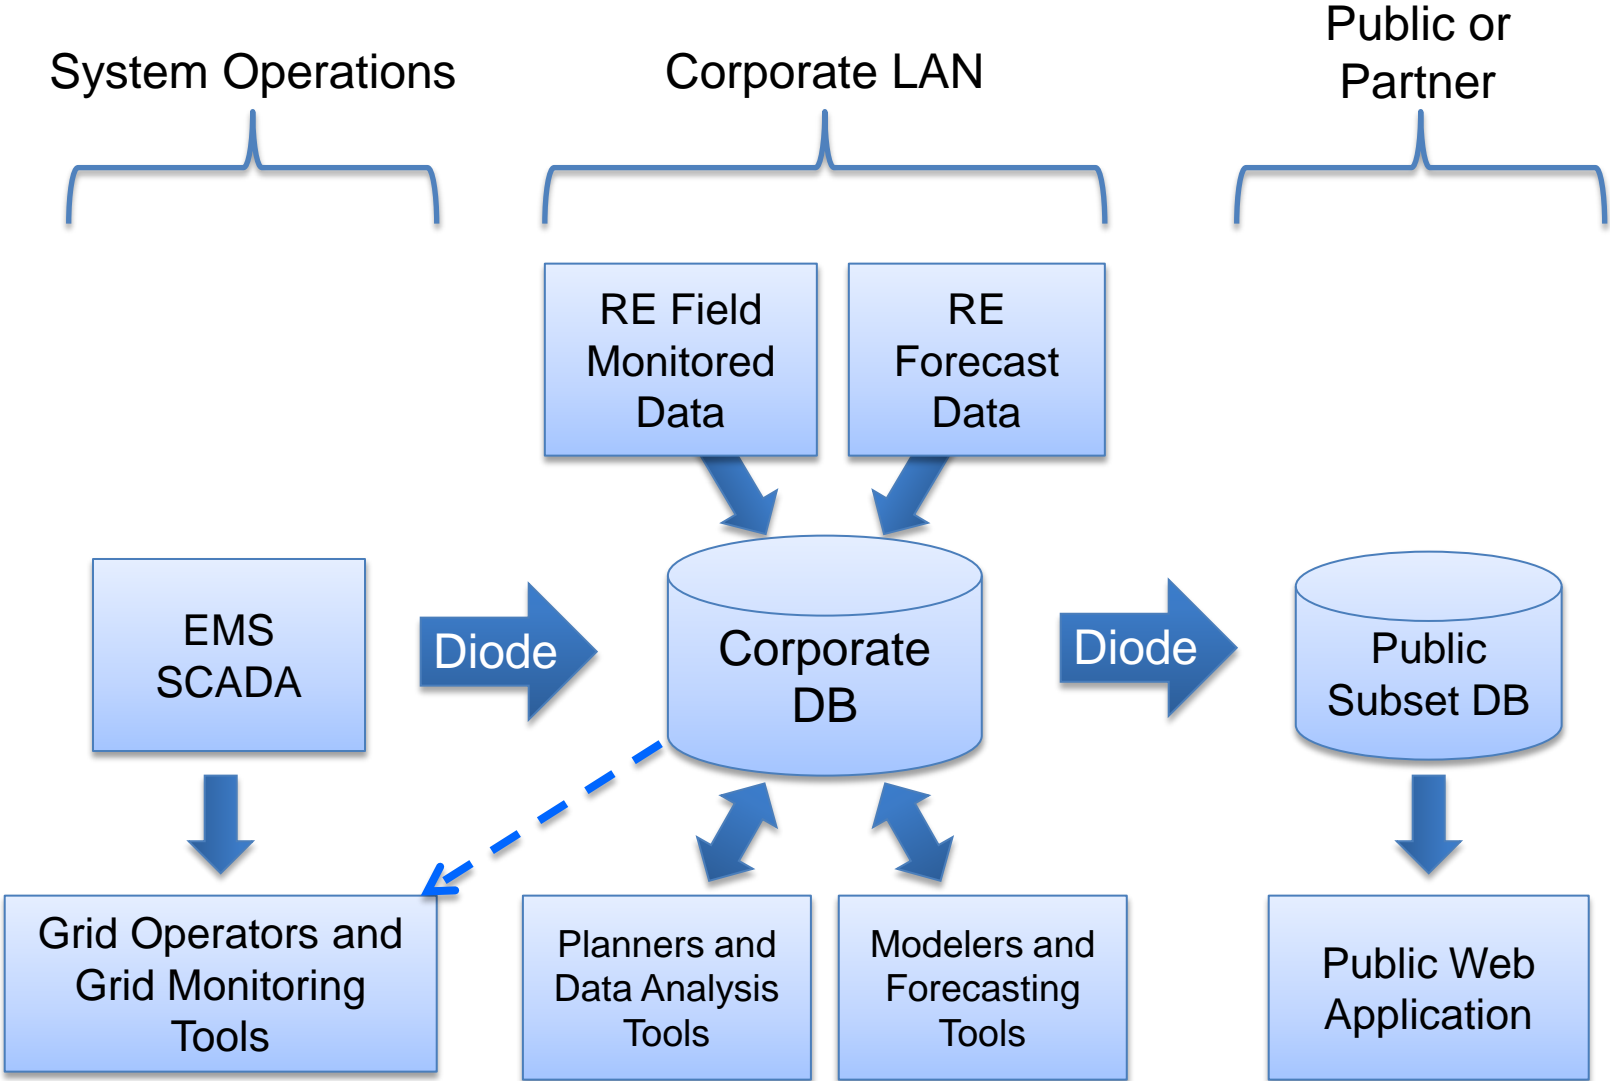 System Operations
Corporate LAN
Public or
Partner
RE Field
Monitored
Data
RE
Forecast
Data
EMS
SCADA
Diode
Corporate
DB
Diode
Public
Subset DB
Grid Operators and
Grid Monitoring
Tools
Planners and
Data Analysis
Tools
Modelers and
Forecasting
Tools
Public Web
Application